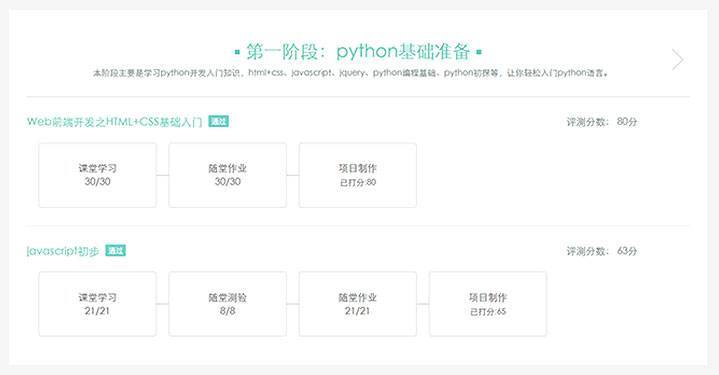 第一阶段：python基础准备
本阶段主要是学习python开发入门知识，html+css、javascript、jquery、python编程基础、python初探等，让你轻松入门python语言。
Web前端开发之HTML+CSS基础入门 通过 评测分数： 80分
课堂学习 随堂作业 项目制作
30/30 30/30 已打分:80
javascript初步 通过 评测分数： 63分
课堂学习 随堂测验 随堂作业 项目制作
21/21 8/8 21/21 已打分:65